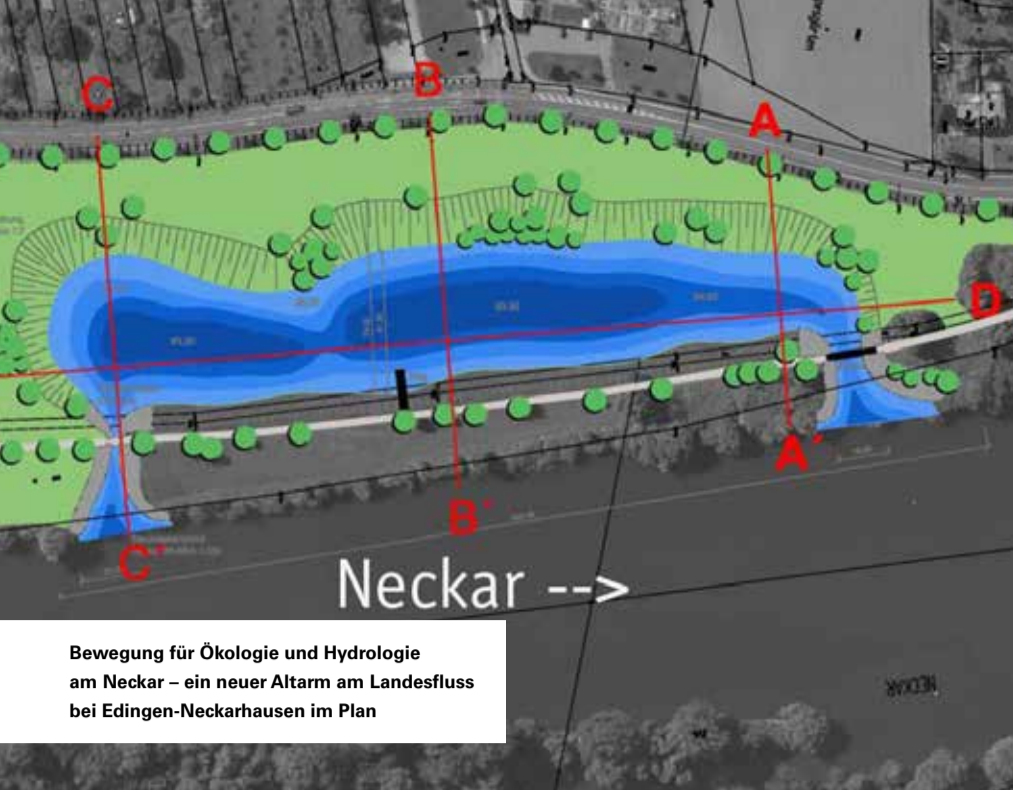 C
B
A
D
A'
B'
C'
Neckar -->
NECKAR
Bewegung für Ökologie und Hydrologie
am Neckar – ein neuer Altarm am Landesfluss
bei Edingen-Neckarhausen im Plan